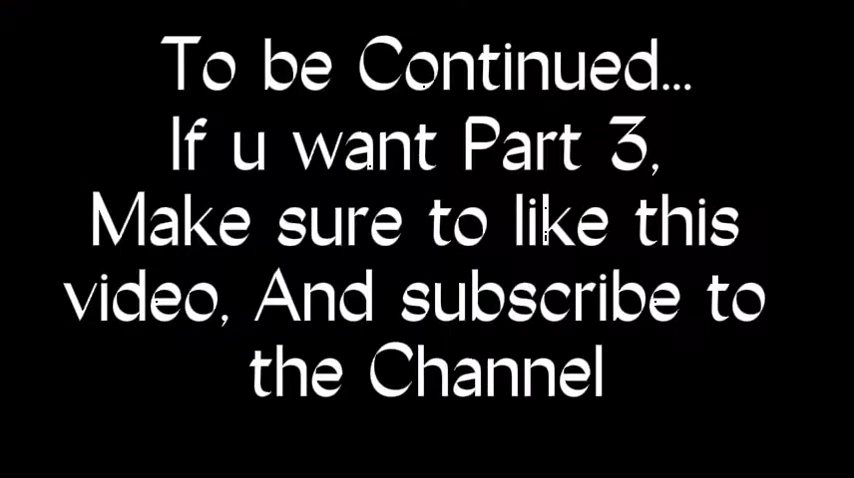 To be Continued...
If u want Part 3,
Make sure to like this
video, And subscribe to
the Channel